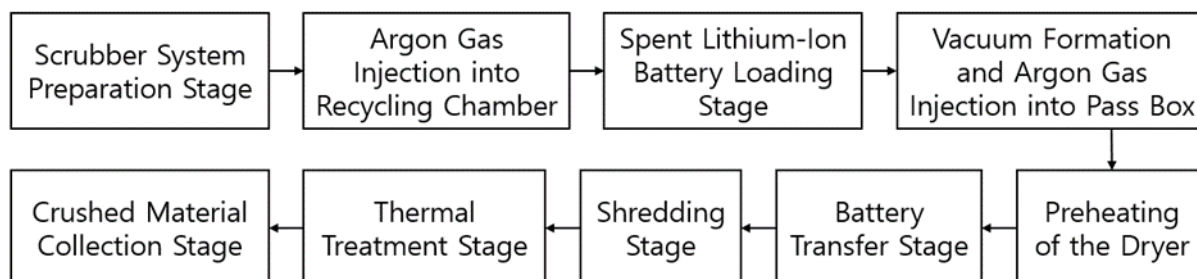 Scrubber System
Preparation Stage
Argon Gas
Injection into
Recycling Chamber
Spent Lithium-Ion
Battery Loading
Stage
Vacuum Formation
and Argon Gas
Injection into Pass Box
Preheating
of the Dryer
Battery
Transfer Stage
Shredding
Stage
Thermal
Treatment Stage
Crushed Material
Collection Stage